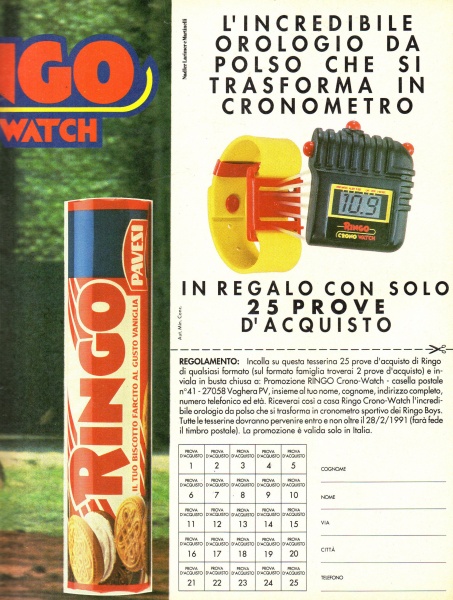 NGO
WATCH
Studio Lariane e Martinelli
L'INCREDIBILE
OROLOGIO DA
POLSO CHE SI
TRASFORMA IN
CRONOMETRO
10.9
RINGO
CRONO WATCH
IN REGALO CON SOLO
25 PROVE
D'ACQUISTO
Aut. Min. Conc.
PAVESI
RINGO
IL TUO BISCOTTO FARCITO AL GUSTO VANIGLIA
REGOLAMENTO: Incolla su questa tesserina 25 prove d'acquisto di Ringo
di qualsiasi formato (sul formato famiglia troverai 2 prove d'acquisto) e in-
viala in busta chiusa a: Promozione RINGO Crono-Watch - casella postale
n° 41 - 27058 Voghera PV, insieme al tuo nome, cognome, indirizzo completo,
numero telefonico ed età. Riceverai così a casa Ringo Crono-Watch l'incredi-
bile orologio da polso che si trasforma in cronometro sportivo dei Ringo Boys.
Tutte le tesserine dovranno pervenire entro e non oltre il 28/2/1991 (farà fede
il timbro postale). La promozione è valida solo in Italia.
PROVA D'ACQUISTO 1 PROVA D'ACQUISTO 2 PROVA D'ACQUISTO 3 PROVA D'ACQUISTO 4 PROVA D'ACQUISTO 5
PROVA D'ACQUISTO 6 PROVA D'ACQUISTO 7 PROVA D'ACQUISTO 8 PROVA D'ACQUISTO 9 PROVA D'ACQUISTO 10
PROVA D'ACQUISTO 11 PROVA D'ACQUISTO 12 PROVA D'ACQUISTO 13 PROVA D'ACQUISTO 14 PROVA D'ACQUISTO 15
PROVA D'ACQUISTO 16 PROVA D'ACQUISTO 17 PROVA D'ACQUISTO 18 PROVA D'ACQUISTO 19 PROVA D'ACQUISTO 20
PROVA D'ACQUISTO 21 PROVA D'ACQUISTO 22 PROVA D'ACQUISTO 23 PROVA D'ACQUISTO 24 PROVA D'ACQUISTO 25
COGNOME
NOME
VIA
CITTÀ
TELEFONO